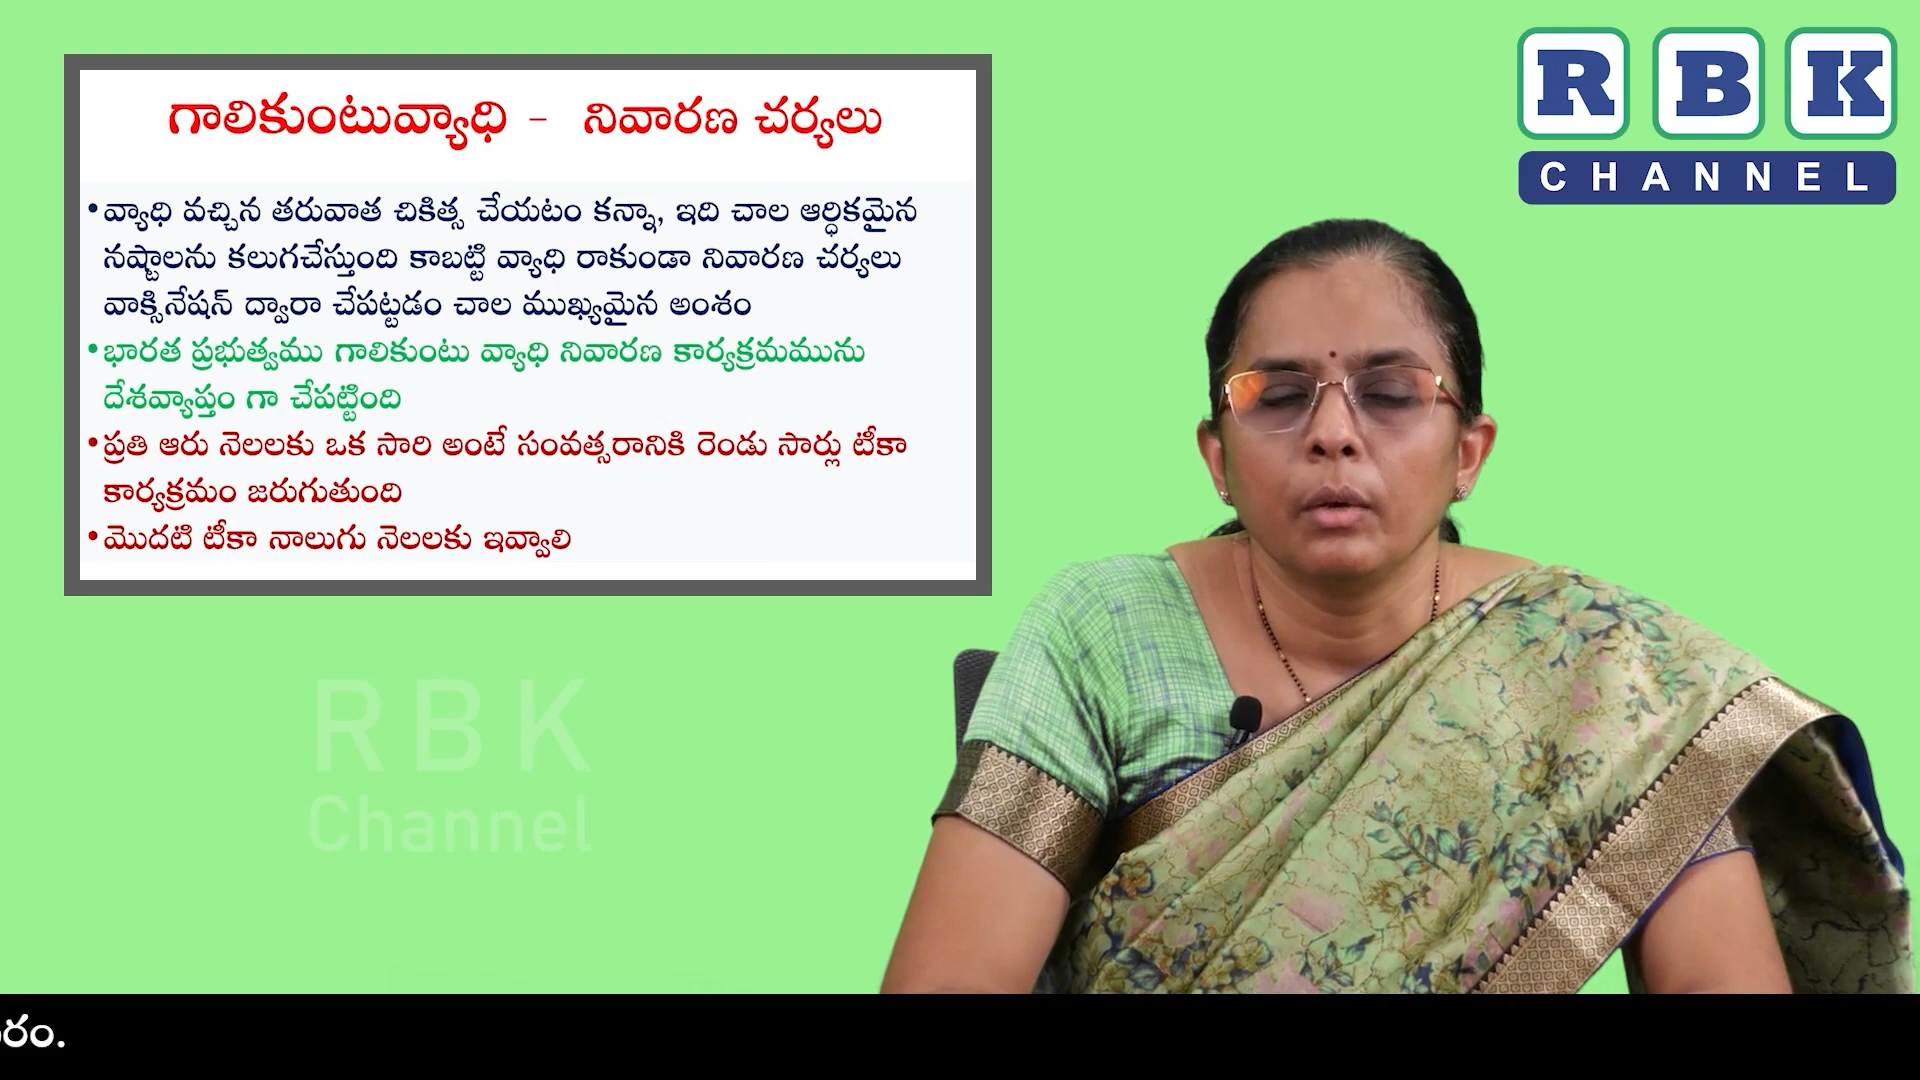 గాలికుంటువ్యాధి - నివారణ చర్యలు
•వ్యాధి వచ్చిన తరువాత చికిత్స చేయటం కన్నా, ఇది చాల ఆర్ధికమైన
నష్టాలను కలుగచేస్తుంది కాబట్టి వ్యాధి రాకుండా నివారణ చర్యలు
వాక్సినేషన్ ద్వారా చేపట్టడం చాల ముఖ్యమైన అంశం
•భారత ప్రభుత్వము గాలికుంటు వ్యాధి నివారణ కార్యక్రమమును
దేశవ్యాప్తం గా చేపట్టింది
•ప్రతి ఆరు నెలలకు ఒక సారి అంటే సంవత్సరానికి రెండు సార్లు టీకా
కార్యక్రమం జరుగుతుంది
•మొదటి టీకా నాలుగు నెలలకు ఇవ్వాలి
RBK
CHANNEL
RBK
Channel